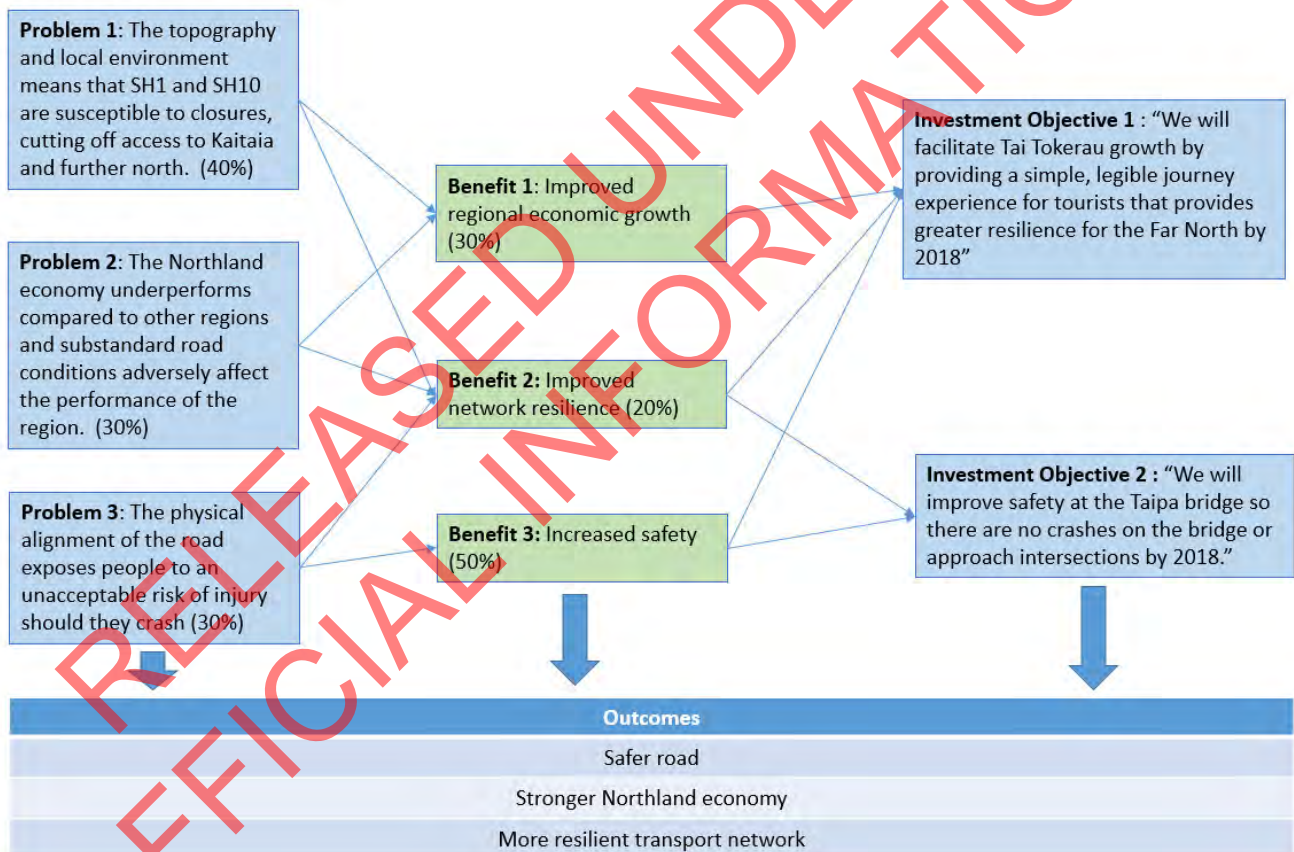 Problem 1: The topography
and local environment
means that SH1 and SH10
are susceptible to closures,
cutting off access to Kaitaia
and further north. (40%)
Problem 2: The Northland
economy underperforms
compared to other regions
and substandard road
conditions adversely affect
the performance of the
region. (30%)
Problem 3: The physical
alignment of the road
exposes people to an
unacceptable risk of injury
should they crash (30%)
Benefit 1: Improved
regional economic growth
(30%)
Benefit 2: Improved
network resilience (20%)
Benefit 3: Increased safety
(50%)
Investment Objective 1 : “We will
facilitate Tai Tokerau growth by
providing a simple, legible journey
experience for tourists that provides
greater resilience for the Far North by
2018”
Investment Objective 2 : “We will
improve safety at the Taipa bridge so
there are no crashes on the bridge or
approach intersections by 2018.”
Outcomes
Safer road
Stronger Northland economy
More resilient transport network
RELEASED UNDE
FFICIAL INFORMATIO